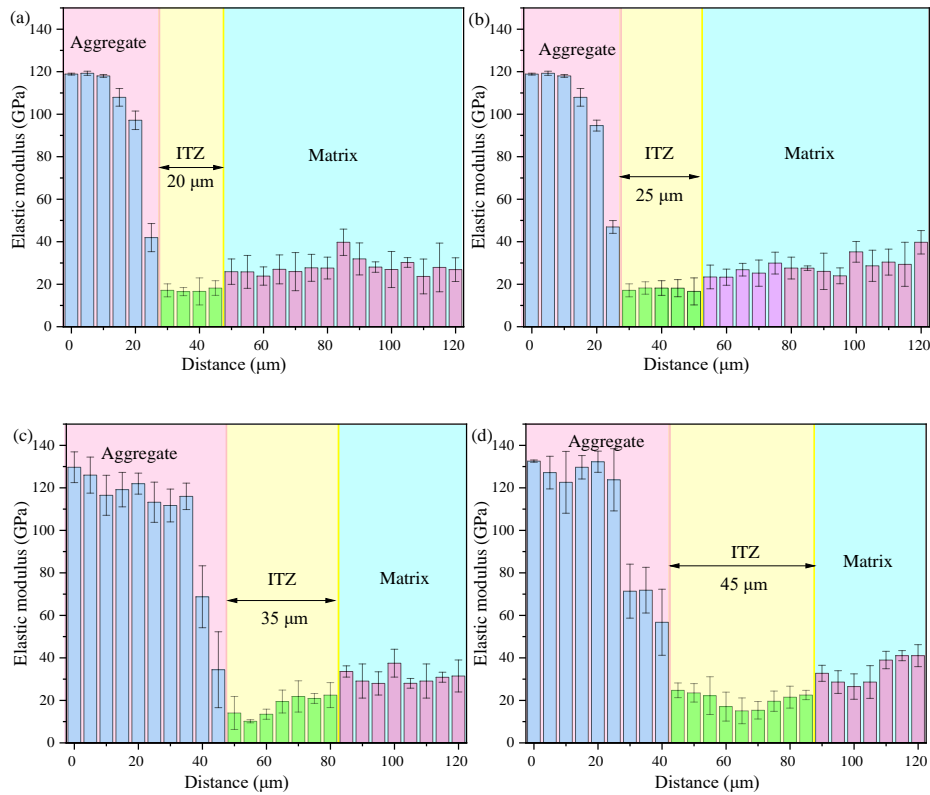 (a)
Elastic modulus (GPa)
140
120
100
80
60
40
20
0
Aggregate
ITZ
20 μm
Matrix
0 20 40 60 80 100 120
Distance (μm)
(b)
Elastic modulus (GPa)
140
120
100
80
60
40
20
0
Aggregate
ITZ
25 μm
Matrix
0 20 40 60 80 100 120
Distance (μm)
(c)
Elastic modulus (GPa)
140
120
100
80
60
40
20
0
Aggregate
ITZ
35 μm
Matrix
0 20 40 60 80 100 120
Distance (μm)
(d)
Elastic modulus (GPa)
140
120
100
80
60
40
20
0
Aggregate
ITZ
45 μm
Matrix
0 20 40 60 80 100 120
Distance (μm)